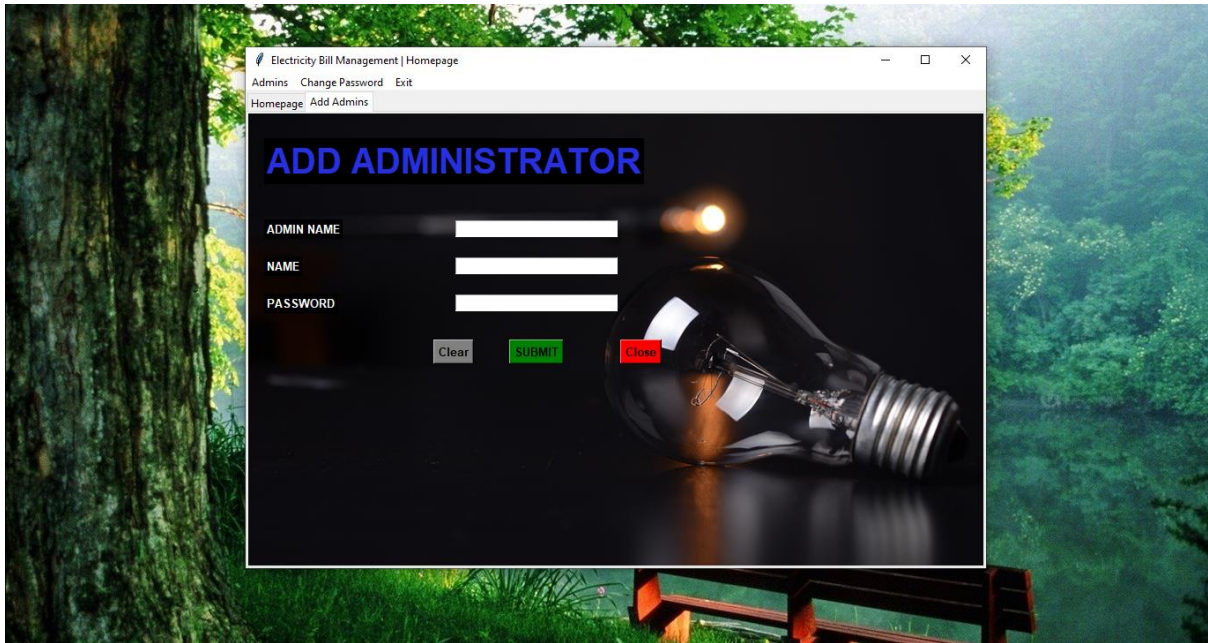 Electricity Bill Management | Homepage
Admins Change Password Exit
Homepage Add Admins
ADD ADMINISTRATOR
ADMIN NAME
NAME
PASSWORD
Clear SUBMIT Close